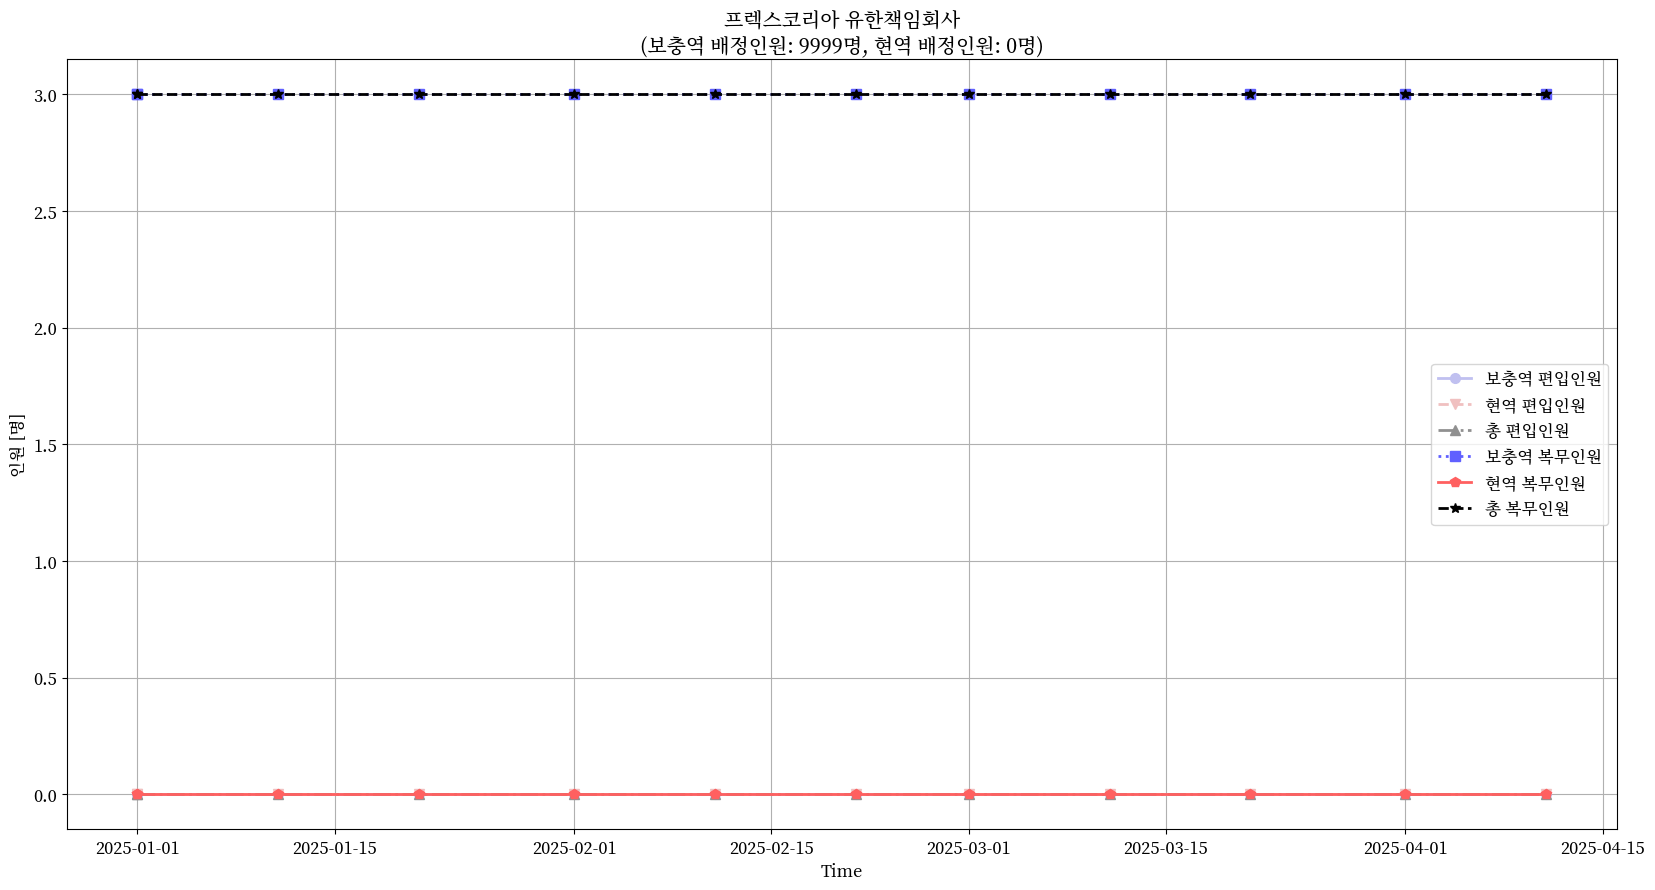 프렉스코리아 유한책임회사
(보충역 배정인원: 9999명, 현역 배정인원: 0명)
3.0
2.5
2.0
1.5
1.0
0.5
0.0
인원 [명]
보충역 편입인원
현역 편입인원
총 편입인원
보충역 복무인원
현역 복무인원
총 복무인원
2025-01-01 2025-01-15 2025-02-01 2025-02-15 2025-03-01 2025-03-15 2025-04-01 2025-04-15
Time